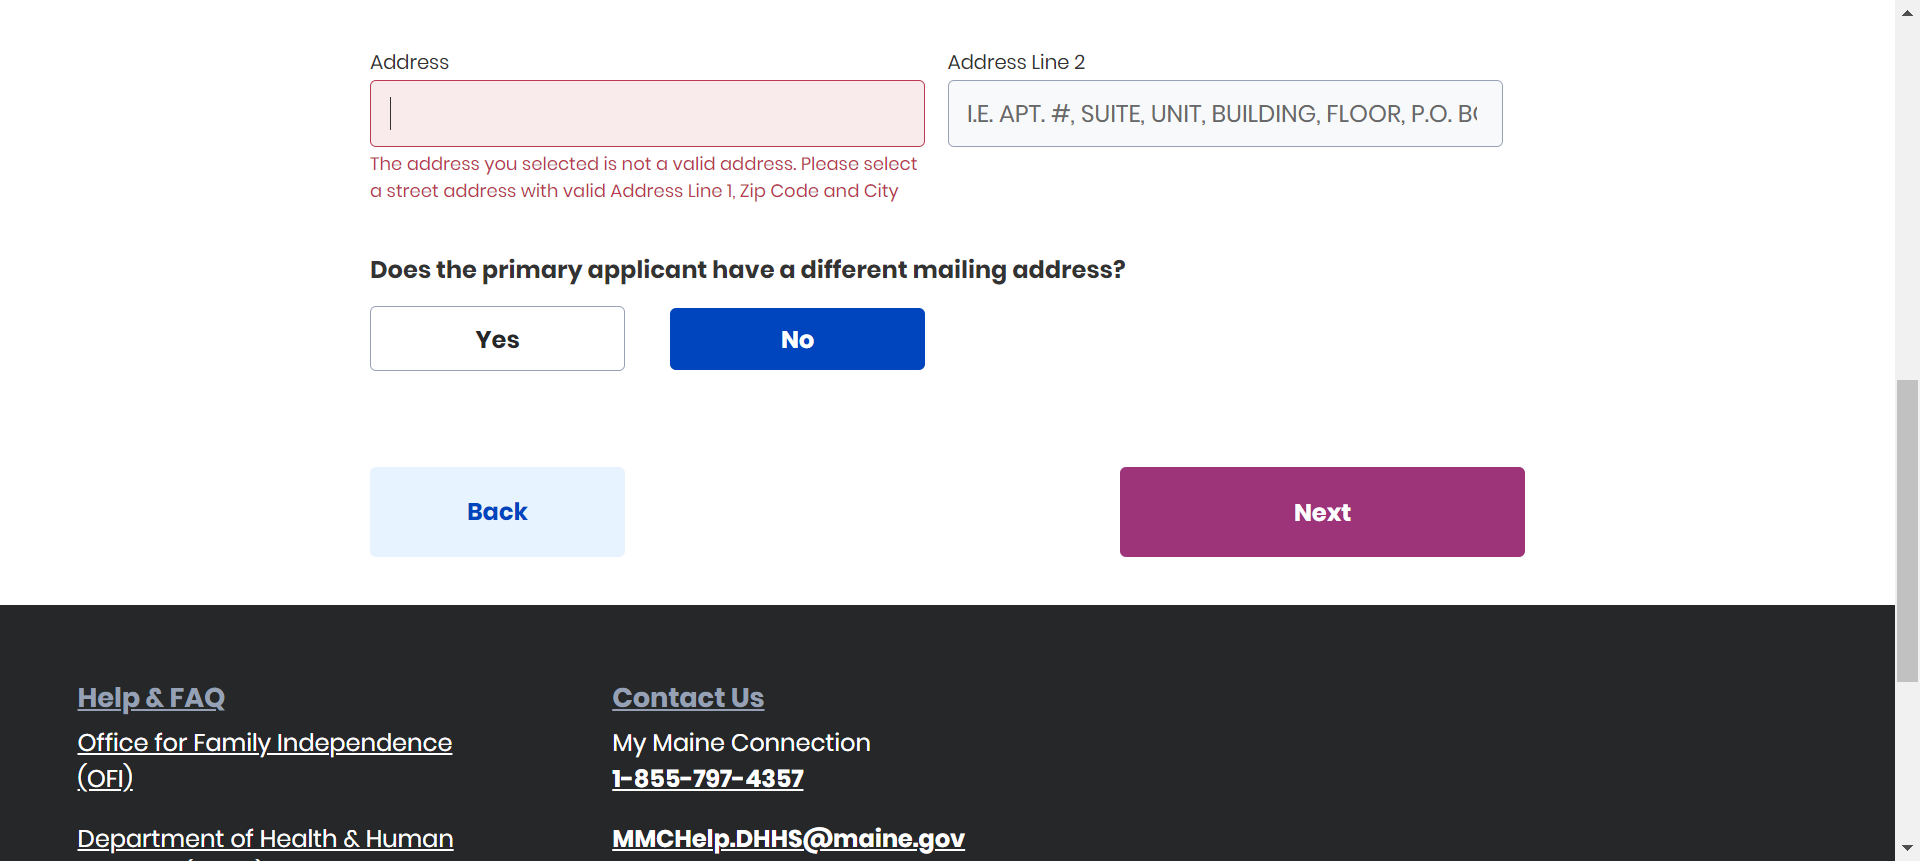 Address
Address Line 2
I.E. APT. #, SUITE, UNIT, BUILDING, FLOOR, P.O. BO
The address you selected is not a valid address. Please select
a street address with valid Address Line 1, Zip Code and City
Does the primary applicant have a different mailing address?
Yes
No
Back
Next
Help & FAQ
Office for Family Independence
(OFI)
Department of Health & Human
Contact Us
My Maine Connection
1-855-797-4357
MMCHelp.DHHS@maine.gov